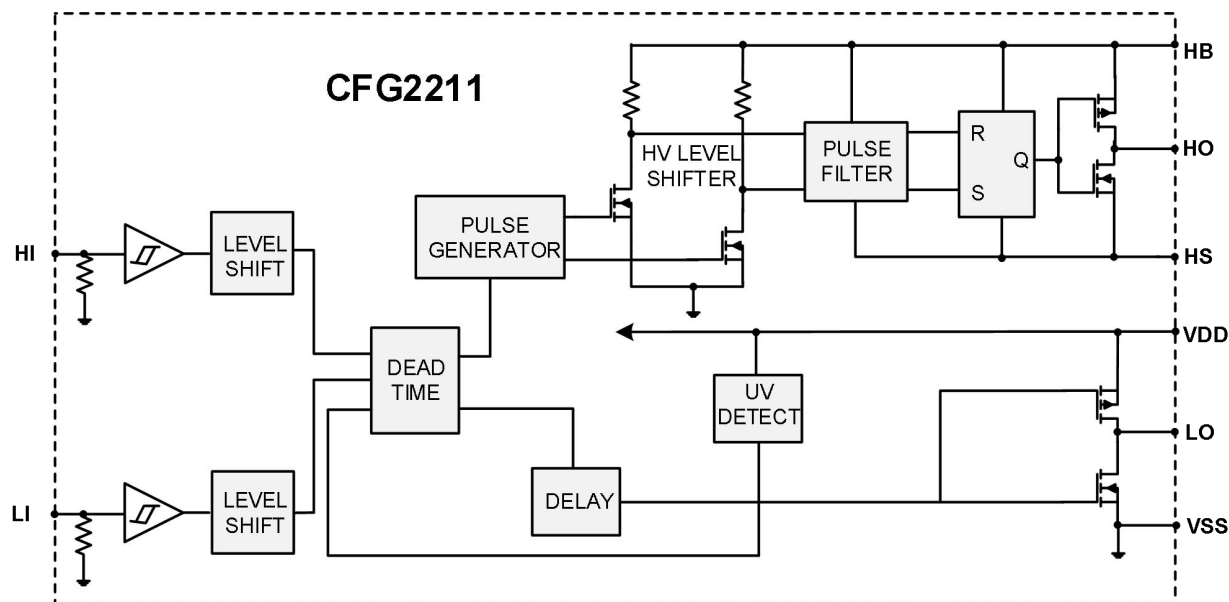 CFG2211
HB
HV LEVEL
SHIFTER
PULSE
FILTER
R
S
Q
HO
HI
LEVEL
SHIFT
PULSE
GENERATOR
HS
VDD
DEAD
TIME
UV
DETECT
LO
LI
LEVEL
SHIFT
DELAY
VSS